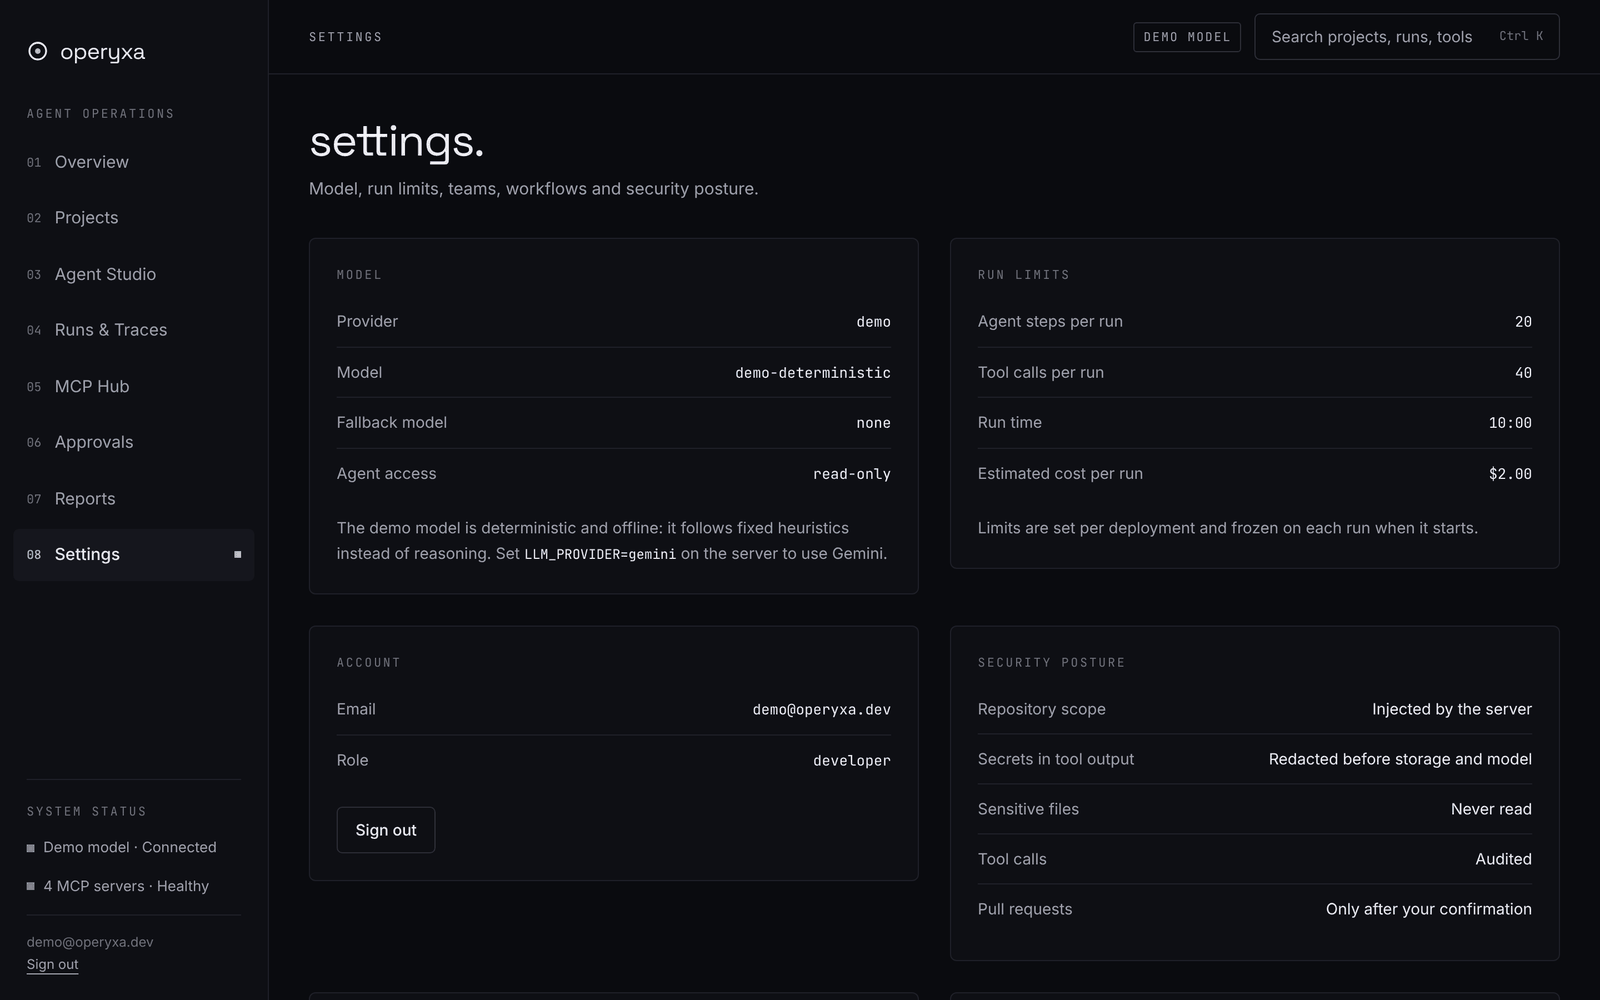 operyxa
AGENT OPERATIONS
01 Overview
02 Projects
03 Agent Studio
04 Runs & Traces
05 MCP Hub
06 Approvals
07 Reports
08 Settings
SYSTEM STATUS
Demo model · Connected
4 MCP servers · Healthy
demo@operyxa.dev
Sign out
SETTINGS
DEMO MODEL
Search projects, runs, tools Ctrl K
settings.
Model, run limits, teams, workflows and security posture.
MODEL
Provider demo
Model demo-deterministic
Fallback model none
Agent access read-only
The demo model is deterministic and offline: it follows fixed heuristics
instead of reasoning. Set LLM_PROVIDER=gemini on the server to use Gemini.
RUN LIMITS
Agent steps per run 20
Tool calls per run 40
Run time 10:00
Estimated cost per run $2.00
Limits are set per deployment and frozen on each run when it starts.
ACCOUNT
Email demo@operyxa.dev
Role developer
Sign out
SECURITY POSTURE
Repository scope Injected by the server
Secrets in tool output Redacted before storage and model
Sensitive files Never read
Tool calls Audited
Pull requests Only after your confirmation